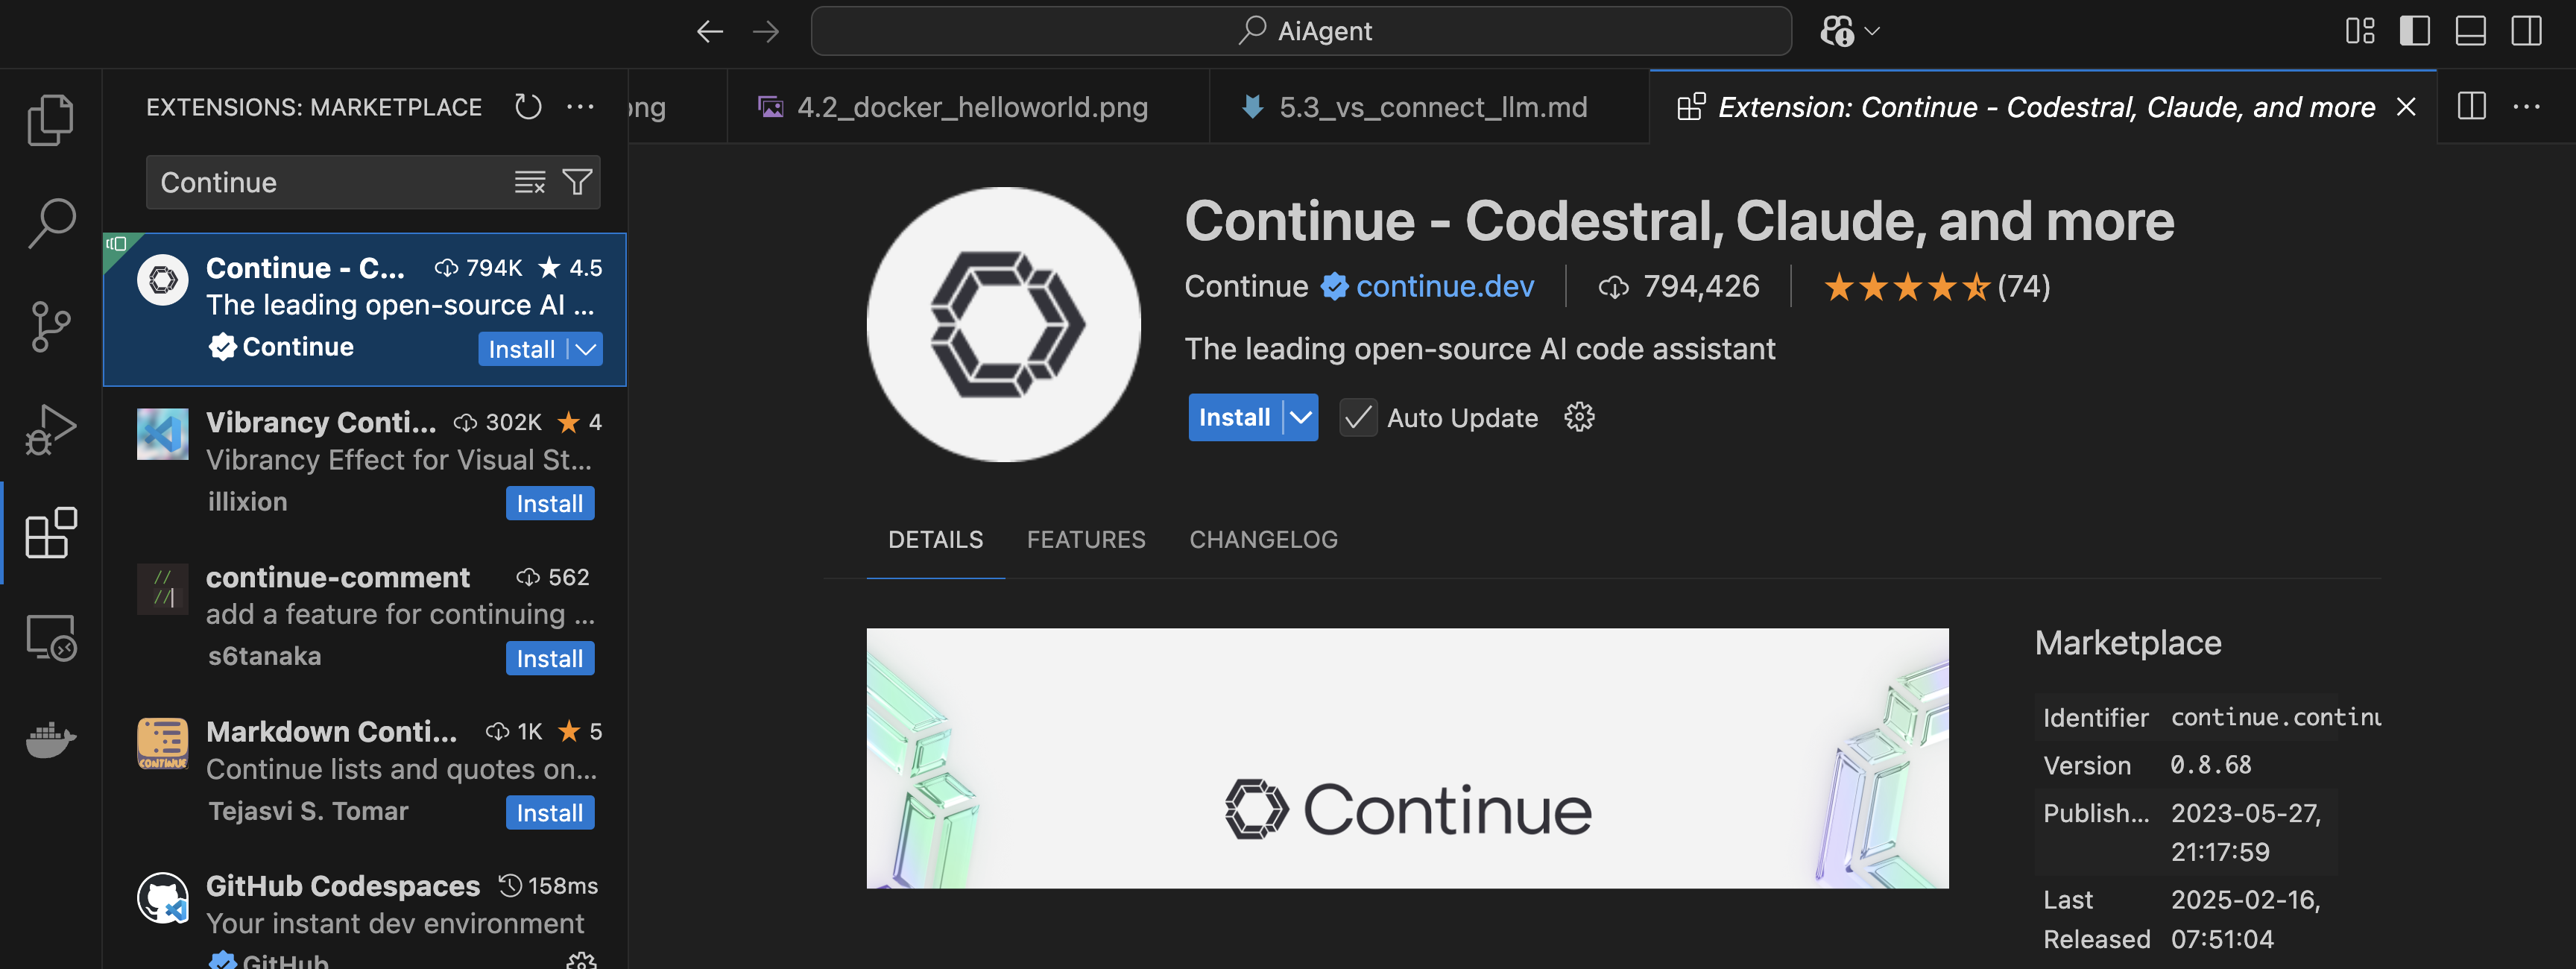 AiAgent
EXTENSIONS: MARKETPLACE
ong
4.2_docker_helloworld.png
5.3_vs_connect_llm.md
Extension: Continue - Codestral, Claude, and more
Continue
Continue - C... 794K 4.5
The leading open-source AI ...
Continue
Install
Vibrancy Conti... 302K 4
Vibrancy Effect for Visual St...
illixion
Install
continue-comment 562
add a feature for continuing ...
s6tanaka
Install
Markdown Conti... 1K 5
Continue lists and quotes on...
Tejasvi S. Tomar
Install
CONTINUE
GitHub Codespaces 158ms
Your instant dev environment
GitHub
Continue - Codestral, Claude, and more
Continue continue.dev 794,426 (74)
The leading open-source AI code assistant
Install Auto Update
DETAILS FEATURES CHANGELOG
Continue
Marketplace
Identifier continue.continu
Version 0.8.68
Publish... 2023-05-27,
21:17:59
Last 2025-02-16,
Released 07:51:04